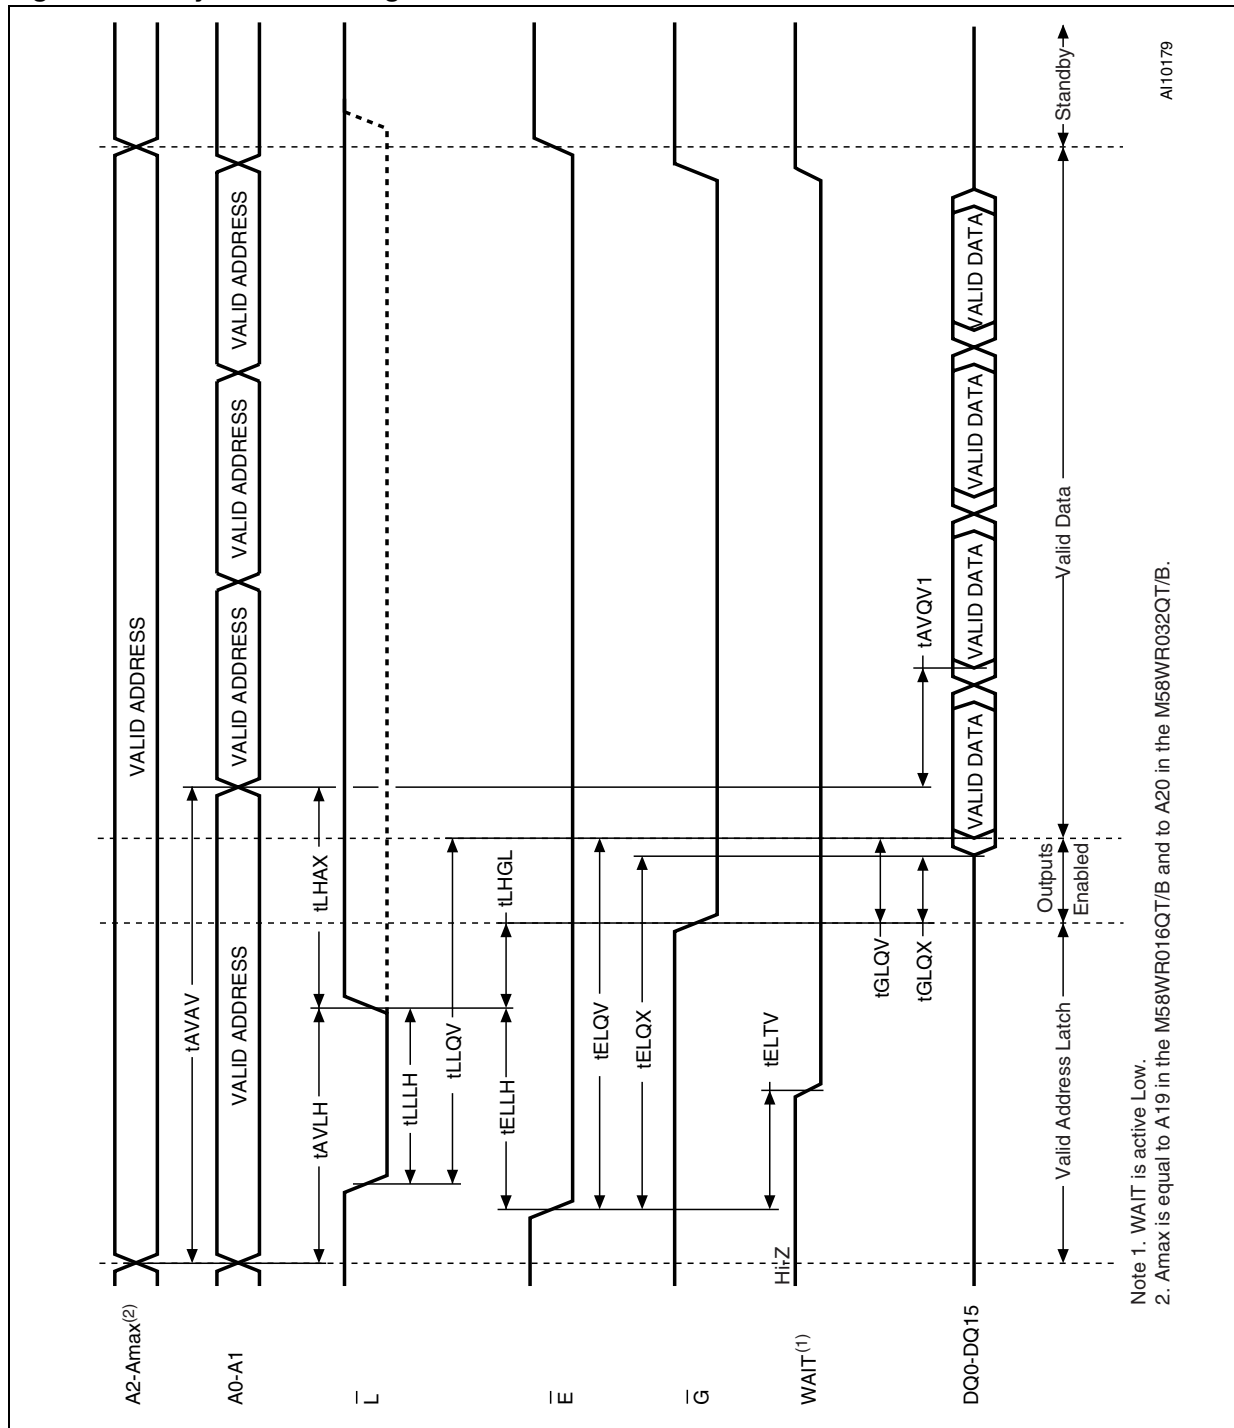 A2-Amax(2)
VALID ADDRESS
tAVAV
A0-A1
VALID ADDRESS
VALID ADDRESS
VALID ADDRESS
VALID ADDRESS
VALID ADDRESS
tAVLH
tLHAX
L
tLLLH
tLLQV
tELLH
tLHGL
E
tELQV
tELQX
G
tELTV
Hi-Z
WAIT(1)
tGLQV
tGLQX
tAVQV1
DQ0-DQ15
VALID DATA
VALID DATA
VALID DATA
VALID DATA
Valid Address Latch
Outputs
Enabled
Valid Data
Standby
Note 1. WAIT is active Low.
2. Amax is equal to A19 in the M58WR016QT/B and to A20 in the M58WR032QT/B.
AI10179